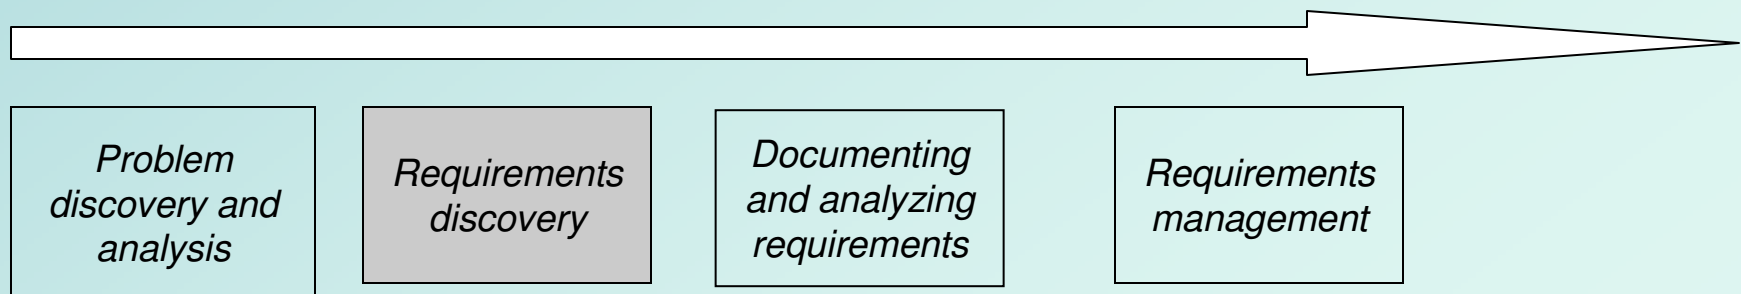 Problem
discovery and
analysis
Requirements
discovery
Documenting
and analyzing
requirements
Requirements
management